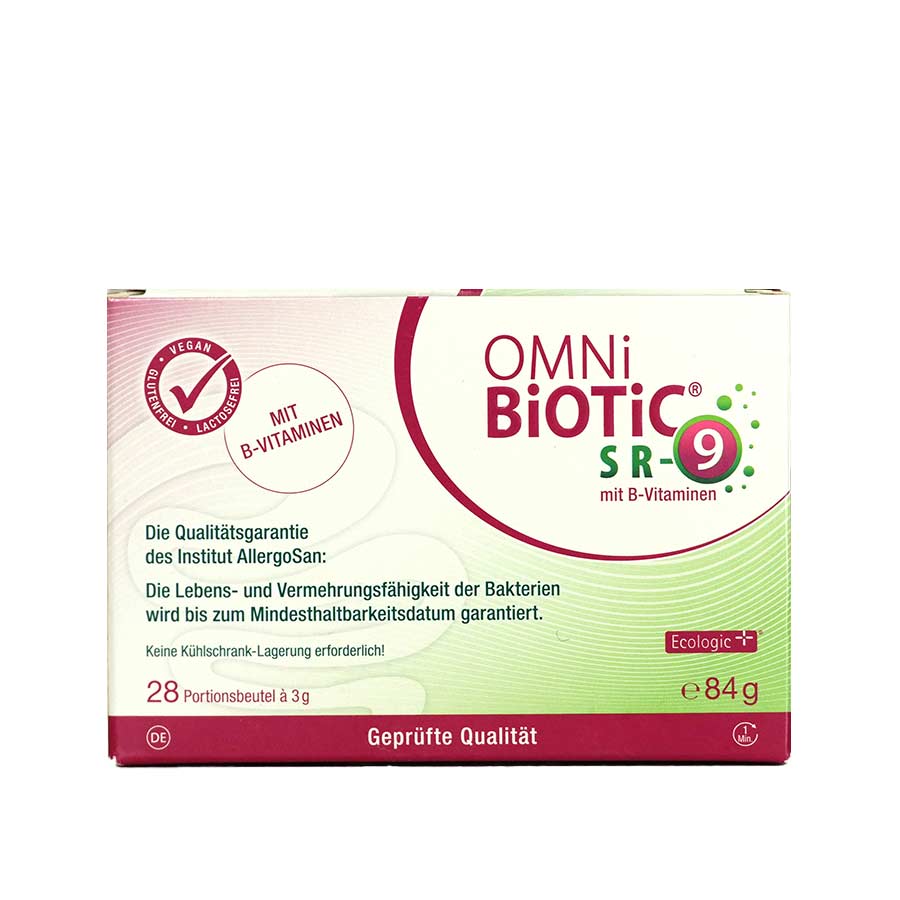 VEGAN
GLUTENFREI • LACTOSEFREI
MIT
B-VITAMINEN
OMNi
BiOTiC®
SR-9
mit B-Vitaminen
Die Qualitätsgarantie
des Institut AllergoSan:
Die Lebens- und Vermehrungsfähigkeit der Bakterien
wird bis zum Mindesthaltbarkeitsdatum garantiert.
Keine Kühlschrank-Lagerung erforderlich!
Ecologic+®
28 Portionsbeutel à 3 g
℮ 84 g
DE
Geprüfte Qualität
1
Min.